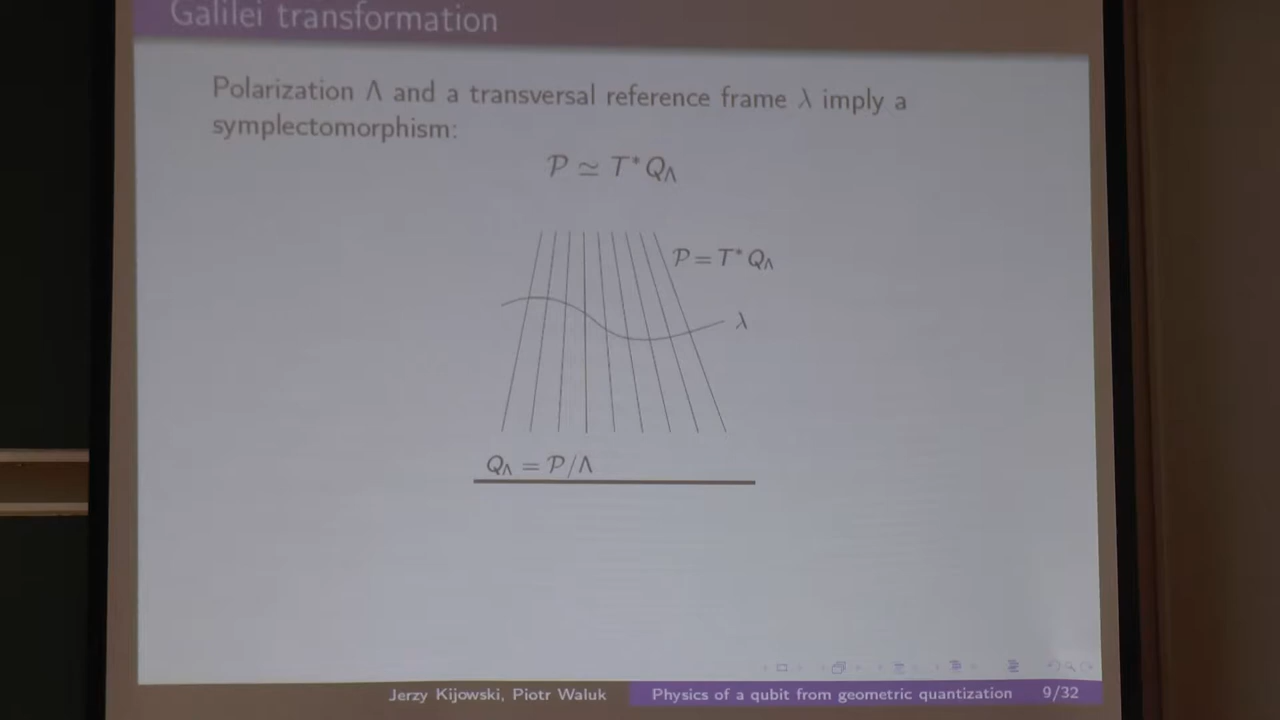 Galilei transformation
Polarization Λ and a transversal reference frame λ imply a
symplectomorphism:
𝒫 ≃ T*Q_Λ
𝒫 = T*Q_Λ
λ
Q_Λ = 𝒫/Λ
Jerzy Kijowski, Piotr Waluk Physics of a qubit from geometric quantization 9/32